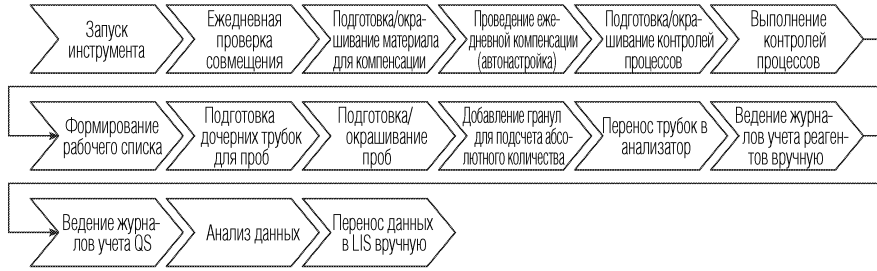 Запуск
инструмента
Ежедневная
проверка
совмещения
Подготовка/окра-
шивание материала
для компенсации
Проведение еже-
дневной компенсации
(автонастройка)
Подготовка/окра-
шивание контролей
процессов
Выполнение
контролей
процессов
Формирование
рабочего списка
Подготовка
дочерних трубок
для проб
Подготовка/
окрашивание
проб
Добавление гранул
для подсчета абсо-
лютного количества
Перенос трубок в
анализатор
Ведение журна-
лов учета реаген-
тов вручную
Ведение журна-
лов учета QS
Анализ данных
Перенос данных
в LIS вручную